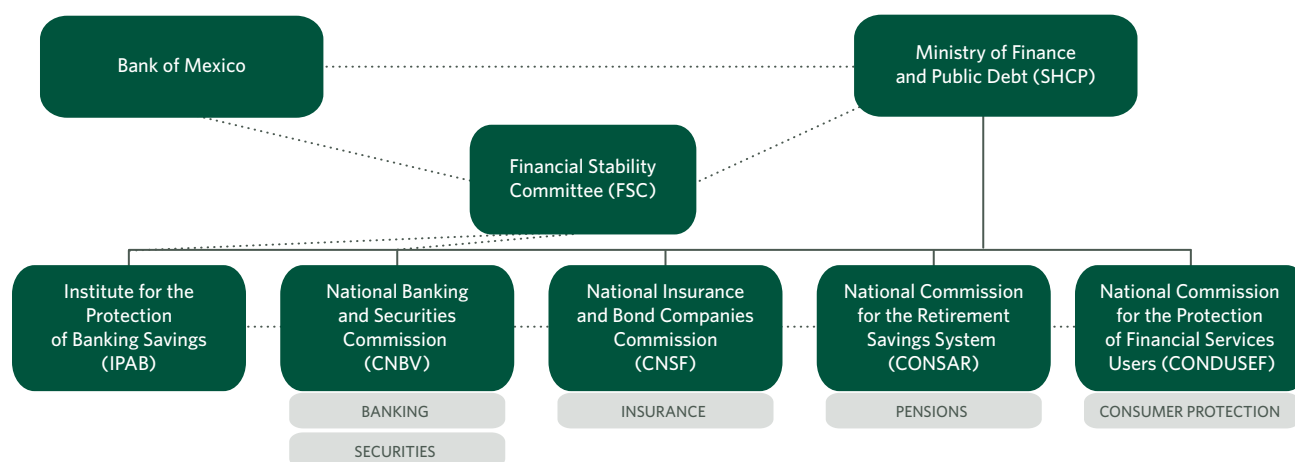 Bank of Mexico
Ministry of Finance
and Public Debt (SHCP)
Financial Stability
Committee (FSC)
Institute for the
Protection
of Banking Savings
(IPAB)
National Banking
and Securities
Commission
(CNBV)
National Insurance
and Bond Companies
Commission
(CNSF)
National Commission
for the Retirement
Savings System
(CONSAR)
National Commission
for the Protection
of Financial Services
Users (CONDUSEF)
BANKING
INSURANCE
PENSIONS
CONSUMER PROTECTION
SECURITIES